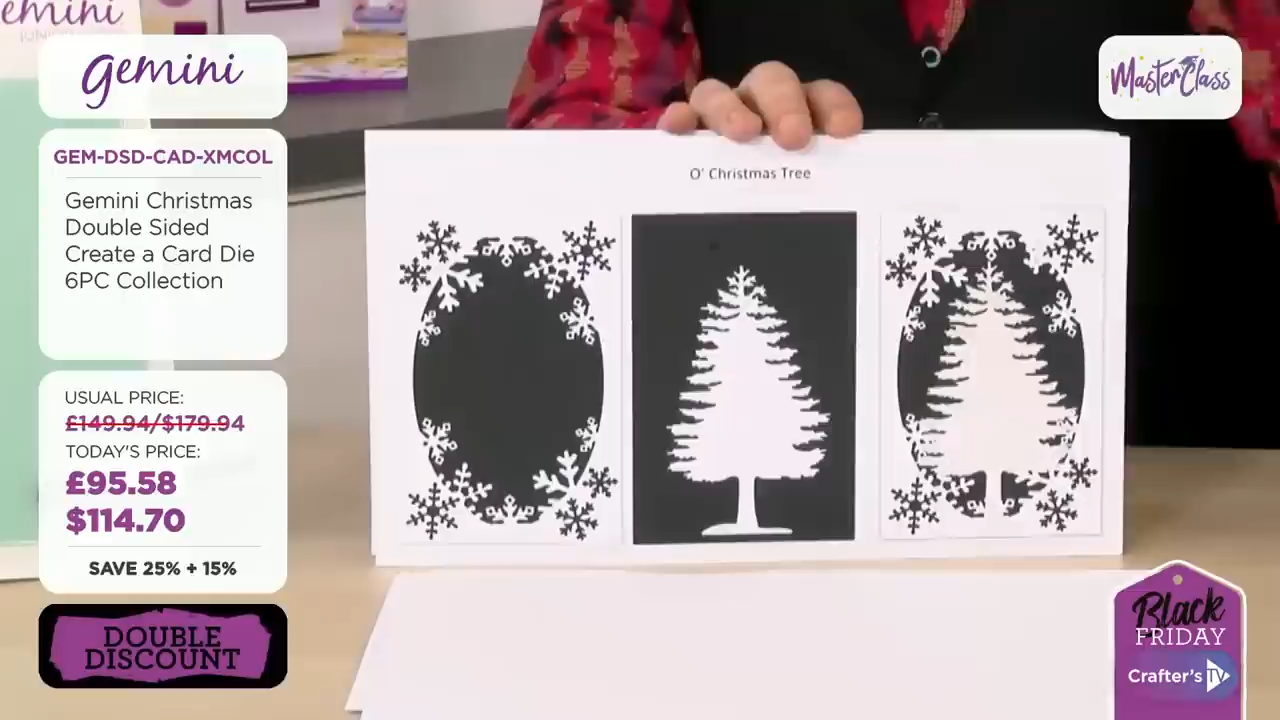 emini
JUNIOR
gemini
GEM-DSD-CAD-XMCOL
Gemini Christmas
Double Sided
Create a Card Die
6PC Collection
USUAL PRICE:
£149.94/$179.94
TODAY'S PRICE:
£95.58
$114.70
SAVE 25% + 15%
DOUBLE
DISCOUNT
O' Christmas Tree
MasterClass
Black
FRIDAY
Crafter's TV